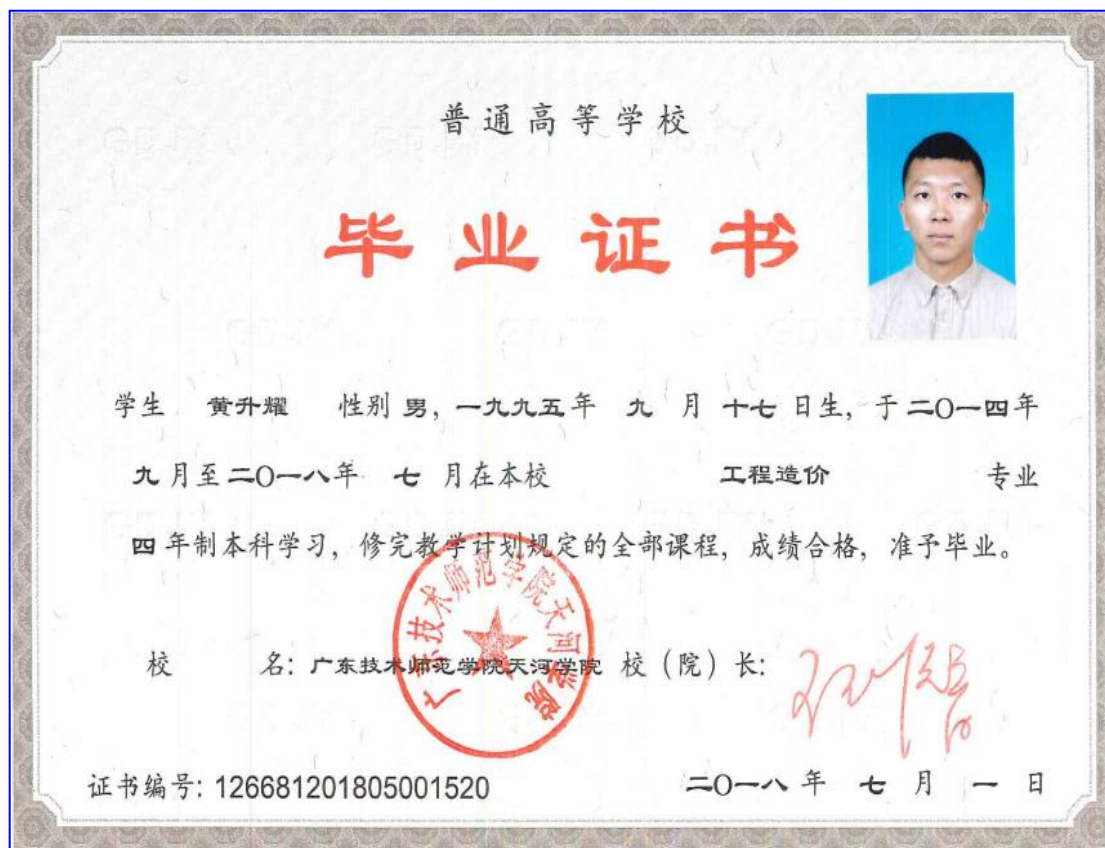 普通高等学校
毕业证书
学生 黄升耀 性别 男，一九九五年 九 月 十七 日生，于 二〇一四年
九 月至 二〇一八年 七 月在本校 工程造价 专业
四 年制本科学习，修完教学计划规定的全部课程，成绩合格，准予毕业。
广东技术师范学院天河学院
校 名：广东技术师范学院天河学院 校（院）长：
证书编号：126681201805001520
二〇一八 年 七 月 一 日